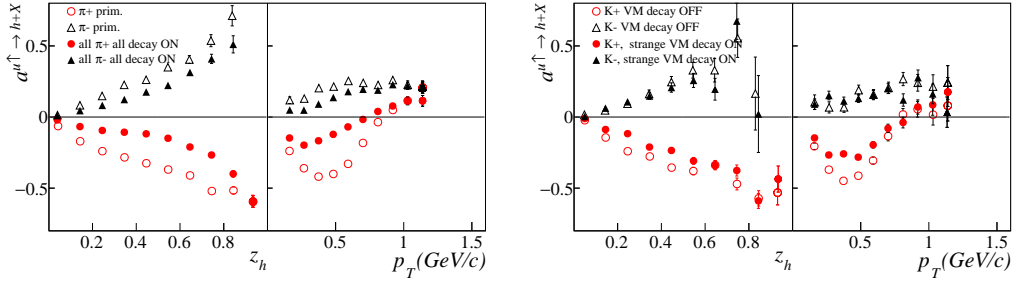 a^{u↑ → h+X}
π+ prim.
π- prim.
all π+ all decay ON
all π- all decay ON
0.5
0
−0.5
0.2 0.4 0.6 0.8
z_h
0.5 1 1.5
p_T (GeV/c)
a^{u↑ → h+X}
K+ VM decay OFF
K- VM decay OFF
K+, strange VM decay ON
K-, strange VM decay ON
0.5
0
−0.5
0.2 0.4 0.6 0.8
z_h
0.5 1 1.5
p_T (GeV/c)